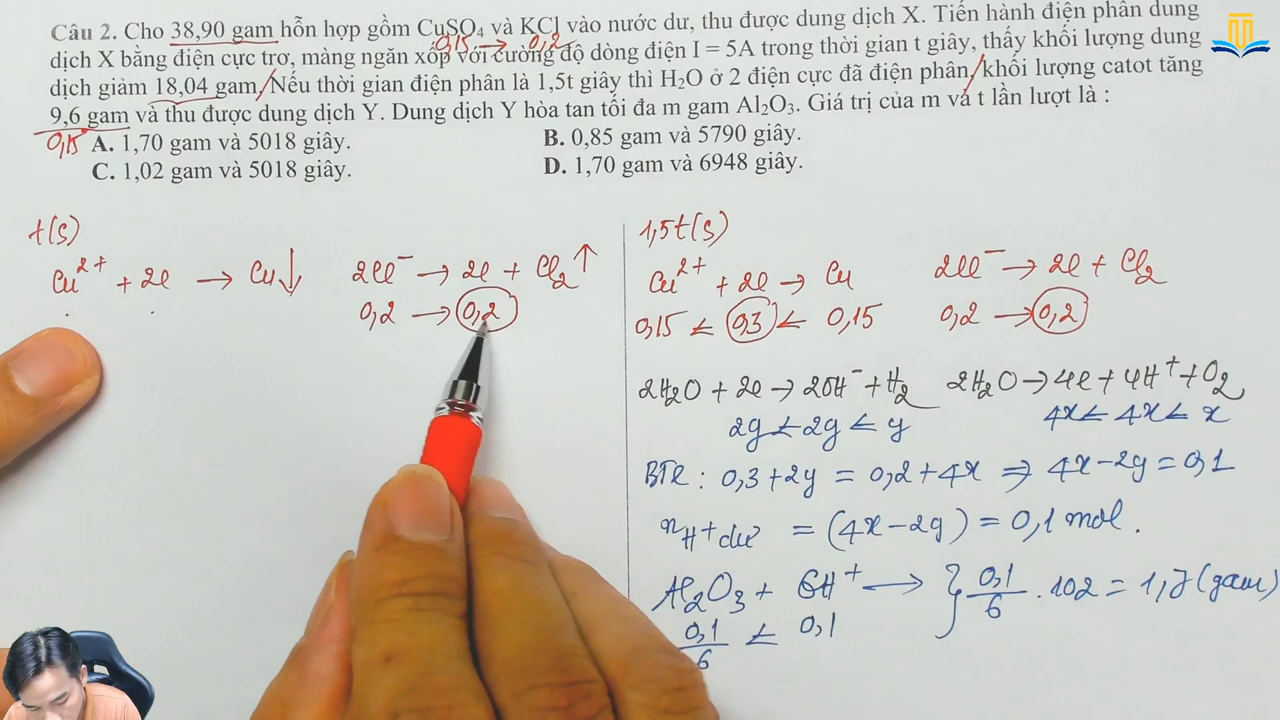 Câu 2. Cho 38,90 gam hỗn hợp gồm CuSO₄ và KCl vào nước dư, thu được dung dịch X. Tiến hành điện phân dung
0,15 → 0,2
dịch X bằng điện cực trơ, màng ngăn xốp với cường độ dòng điện I = 5A trong thời gian t giây, thấy khối lượng dung
dịch giảm 18,04 gam. Nếu thời gian điện phân là 1,5t giây thì H₂O ở 2 điện cực đã điện phân, khối lượng catot tăng
9,6 gam và thu được dung dịch Y. Dung dịch Y hòa tan tối đa m gam Al₂O₃. Giá trị của m và t lần lượt là :
0,15
A. 1,70 gam và 5018 giây. B. 0,85 gam và 5790 giây.
C. 1,02 gam và 5018 giây. D. 1,70 gam và 6948 giây.
t(s)
Cu²⁺ + 2e → Cu↓ 2Cl⁻ → 2e + Cl₂↑
0,2 → 0,2
1,5t(s)
Cu²⁺ + 2e → Cu 2Cl⁻ → 2e + Cl₂
0,15 ← 0,3 ← 0,15 0,2 → 0,2
2H₂O + 2e → 2OH⁻ + H₂ 2H₂O → 4e + 4H⁺ + O₂
2y ← 2y ← y 4x ← 4x ← x
BTE : 0,3 + 2y = 0,2 + 4x ⇒ 4x - 2y = 0,1
nH⁺ dư = (4x - 2y) = 0,1 mol.
Al₂O₃ + 6H⁺ → } 0,1/6 . 102 = 1,7 (gam)
0,1/6 ← 0,1